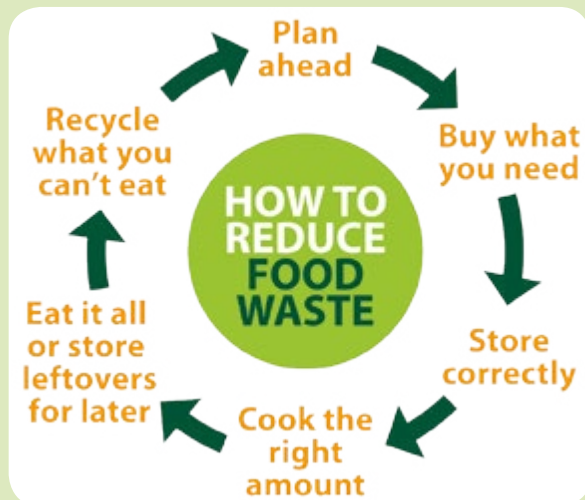 HOW TO
REDUCE
FOOD
WASTE
Plan
ahead
Buy what
you need
Store
correctly
Cook the
right
amount
Eat it all
or store
leftovers
for later
Recycle
what you
can't eat